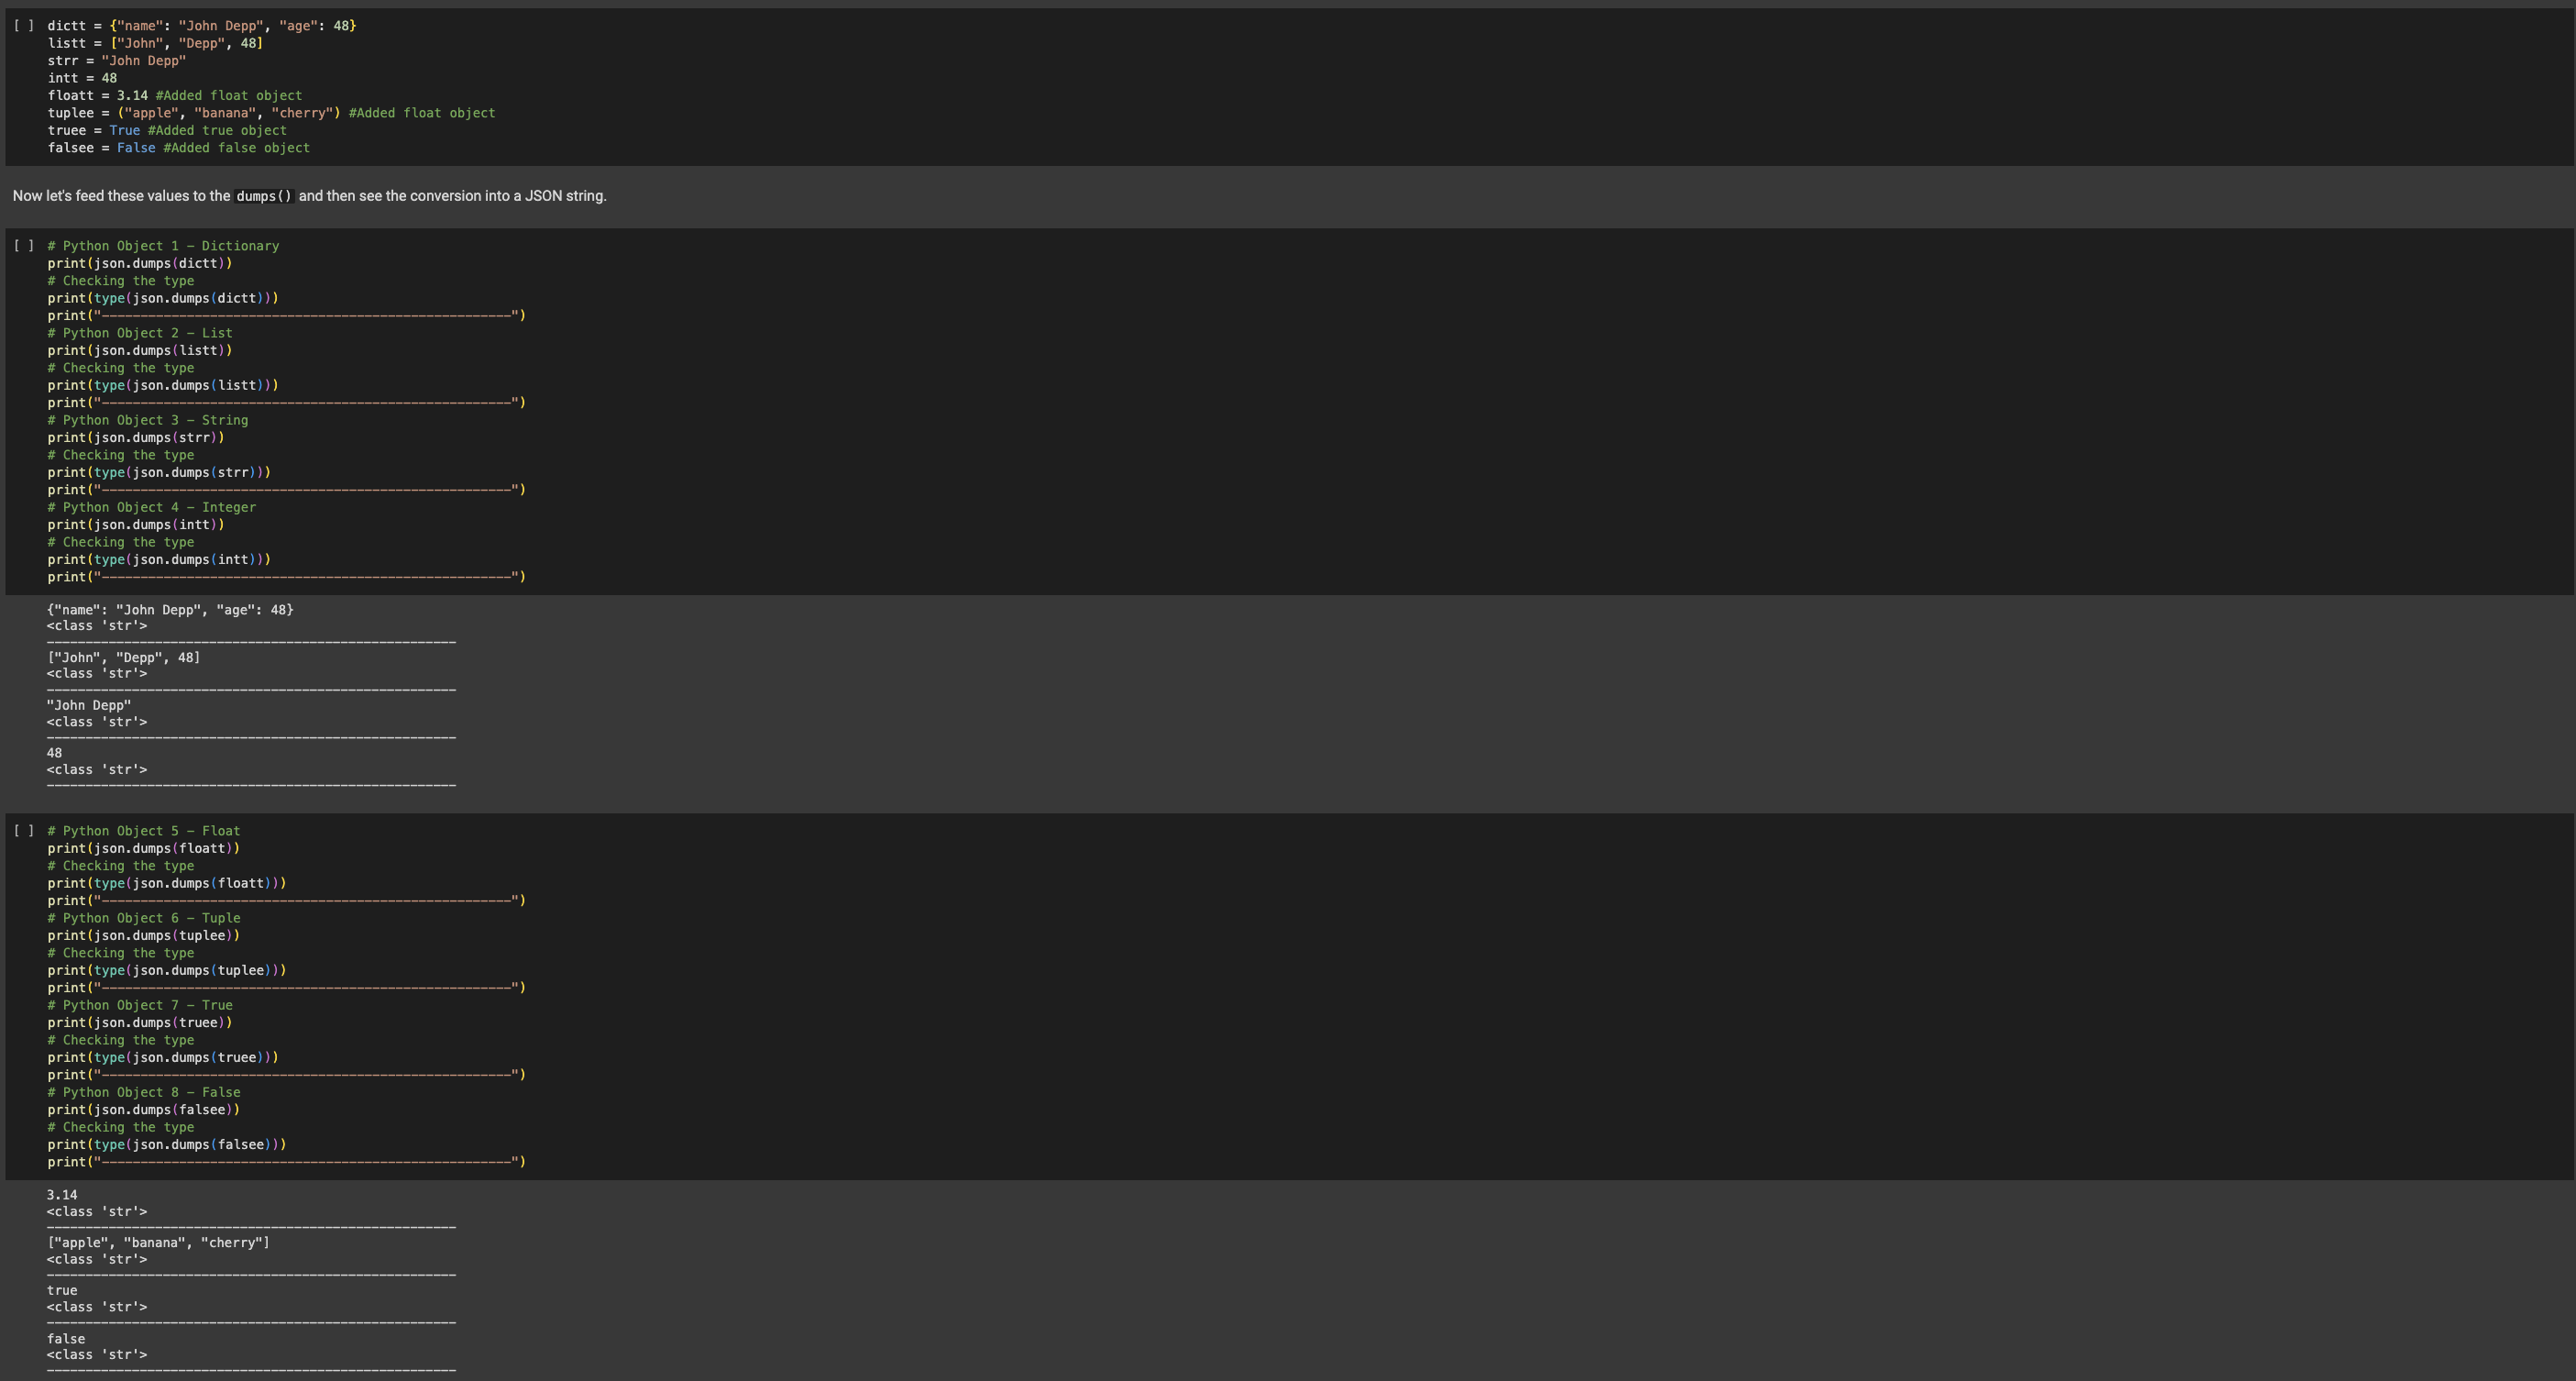 [ ] dictt = {"name": "John Depp", "age": 48}
listt = ["John", "Depp", 48]
strr = "John Depp"
intt = 48
floatt = 3.14 #Added float object
tuplee = ("apple", "banana", "cherry") #Added float object
truee = True #Added true object
falsee = False #Added false object
Now let's feed these values to the dumps() and then see the conversion into a JSON string.
[ ] # Python Object 1 - Dictionary
print(json.dumps(dictt))
# Checking the type
print(type(json.dumps(dictt)))
print("-----------------------------------------------------")
# Python Object 2 - List
print(json.dumps(listt))
# Checking the type
print(type(json.dumps(listt)))
print("-----------------------------------------------------")
# Python Object 3 - String
print(json.dumps(strr))
# Checking the type
print(type(json.dumps(strr)))
print("-----------------------------------------------------")
# Python Object 4 - Integer
print(json.dumps(intt))
# Checking the type
print(type(json.dumps(intt)))
print("-----------------------------------------------------")
{"name": "John Depp", "age": 48}
<class 'str'>
-----------------------------------------------------
["John", "Depp", 48]
<class 'str'>
-----------------------------------------------------
"John Depp"
<class 'str'>
-----------------------------------------------------
48
<class 'str'>
-----------------------------------------------------
[ ] # Python Object 5 - Float
print(json.dumps(floatt))
# Checking the type
print(type(json.dumps(floatt)))
print("-----------------------------------------------------")
# Python Object 6 - Tuple
print(json.dumps(tuplee))
# Checking the type
print(type(json.dumps(tuplee)))
print("-----------------------------------------------------")
# Python Object 7 - True
print(json.dumps(truee))
# Checking the type
print(type(json.dumps(truee)))
print("-----------------------------------------------------")
# Python Object 8 - False
print(json.dumps(falsee))
# Checking the type
print(type(json.dumps(falsee)))
print("-----------------------------------------------------")
3.14
<class 'str'>
-----------------------------------------------------
["apple", "banana", "cherry"]
<class 'str'>
-----------------------------------------------------
true
<class 'str'>
-----------------------------------------------------
false
<class 'str'>
-----------------------------------------------------